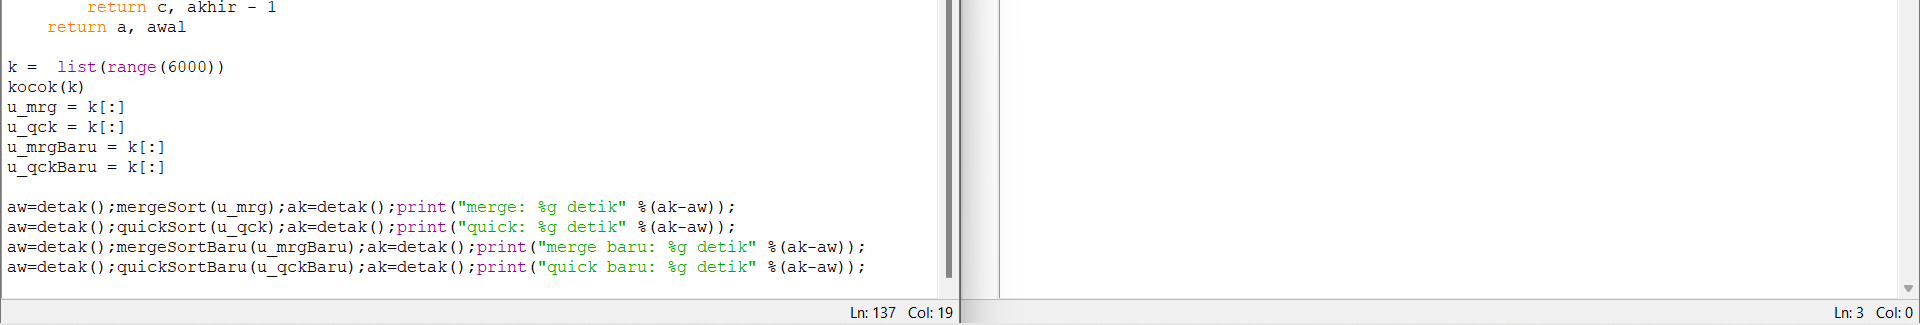 return c, akhir - 1
    return a, awal

k =  list(range(6000))
kocok(k)
u_mrg = k[:]
u_qck = k[:]
u_mrgBaru = k[:]
u_qckBaru = k[:]

aw=detak();mergeSort(u_mrg);ak=detak();print("merge: %g detik" %(ak-aw));
aw=detak();quickSort(u_qck);ak=detak();print("quick: %g detik" %(ak-aw));
aw=detak();mergeSortBaru(u_mrgBaru);ak=detak();print("merge baru: %g detik" %(ak-aw));
aw=detak();quickSortBaru(u_qckBaru);ak=detak();print("quick baru: %g detik" %(ak-aw));
Ln: 137 Col: 19
Ln: 3 Col: 0